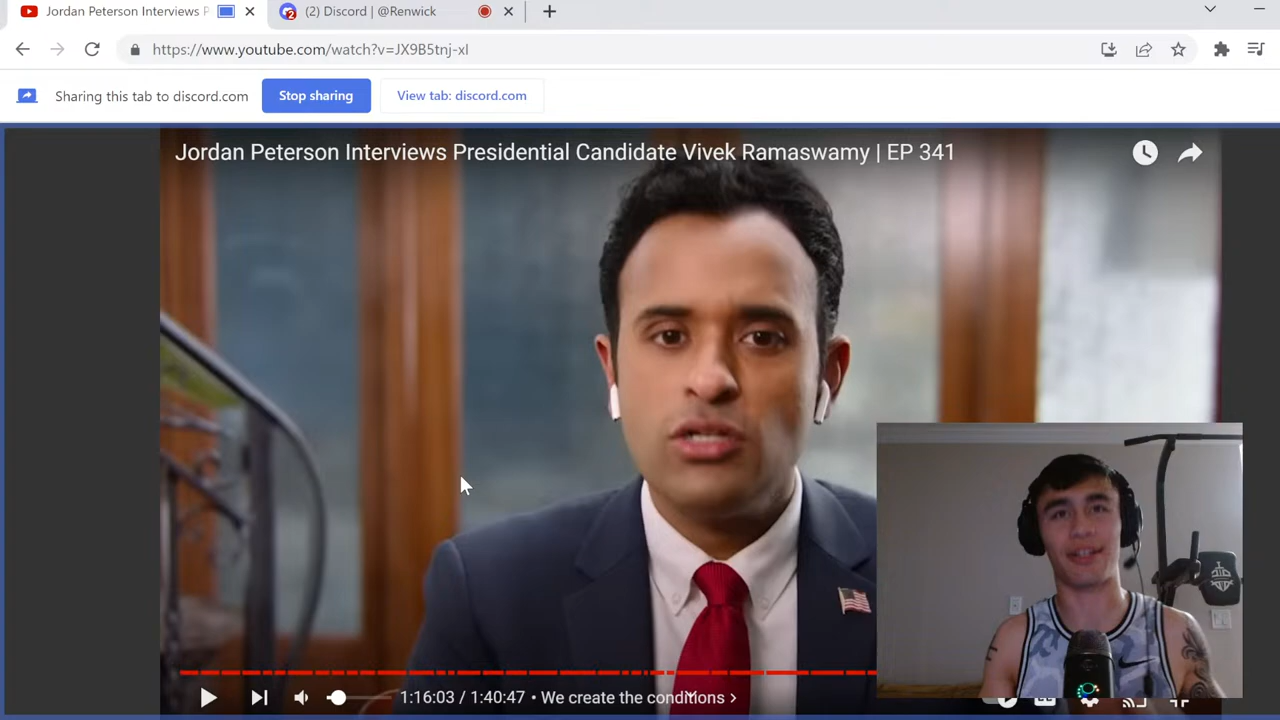 Jordan Peterson Interviews P
(2) Discord | @Renwick
https://www.youtube.com/watch?v=JX9B5tnj-xI
Sharing this tab to discord.com
Stop sharing
View tab: discord.com
Jordan Peterson Interviews Presidential Candidate Vivek Ramaswamy | EP 341
1:16:03 / 1:40:47 • We create the conditions >